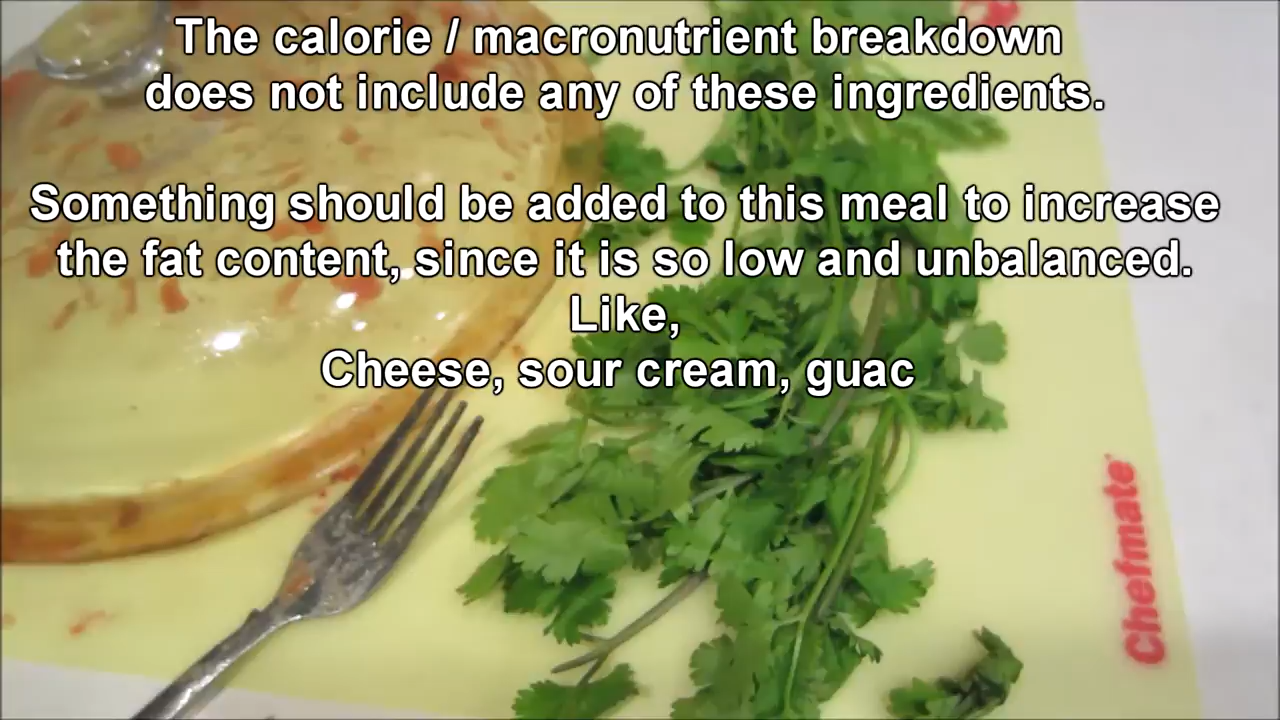 The calorie / macronutrient breakdown
does not include any of these ingredients.
Something should be added to this meal to increase
the fat content, since it is so low and unbalanced.
Like,
Cheese, sour cream, guac
Chefmate